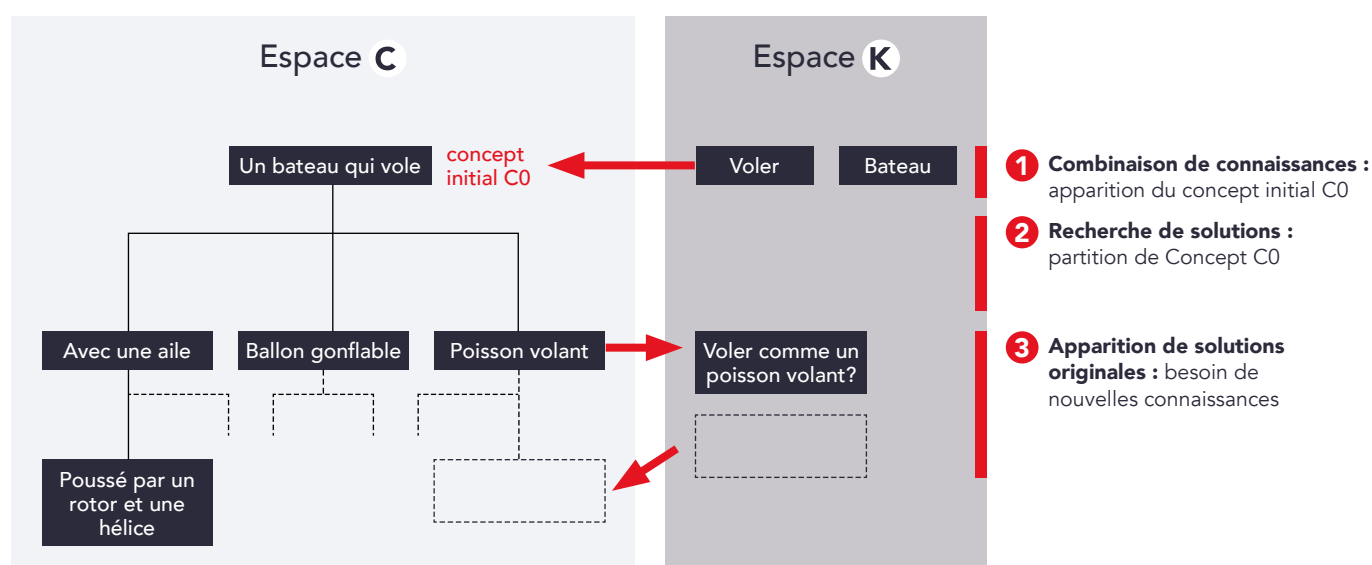 Espace C
Espace K
Un bateau qui vole
concept
initial C0
Voler
Bateau
1 Combinaison de connaissances :
apparition du concept initial C0
2 Recherche de solutions :
partition de Concept C0
Avec une aile
Ballon gonflable
Poisson volant
Voler comme un
poisson volant?
3 Apparition de solutions
originales : besoin de
nouvelles connaissances
Poussé par un
rotor et une
hélice